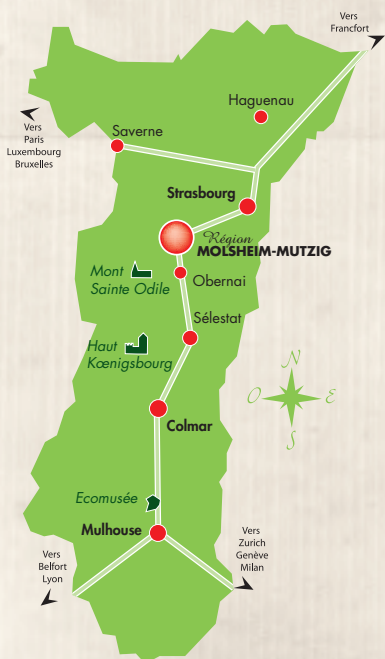 Vers
Francfort
Haguenau
Vers
Paris
Luxembourg
Bruxelles
Saverne
Strasbourg
Région
MOLSHEIM-MUTZIG
Mont
Sainte Odile
Obernai
Sélestat
Haut
Kœnigsbourg
N
O
E
S
Colmar
Ecomusée
Mulhouse
Vers
Belfort
Lyon
Vers
Zurich
Genève
Milan